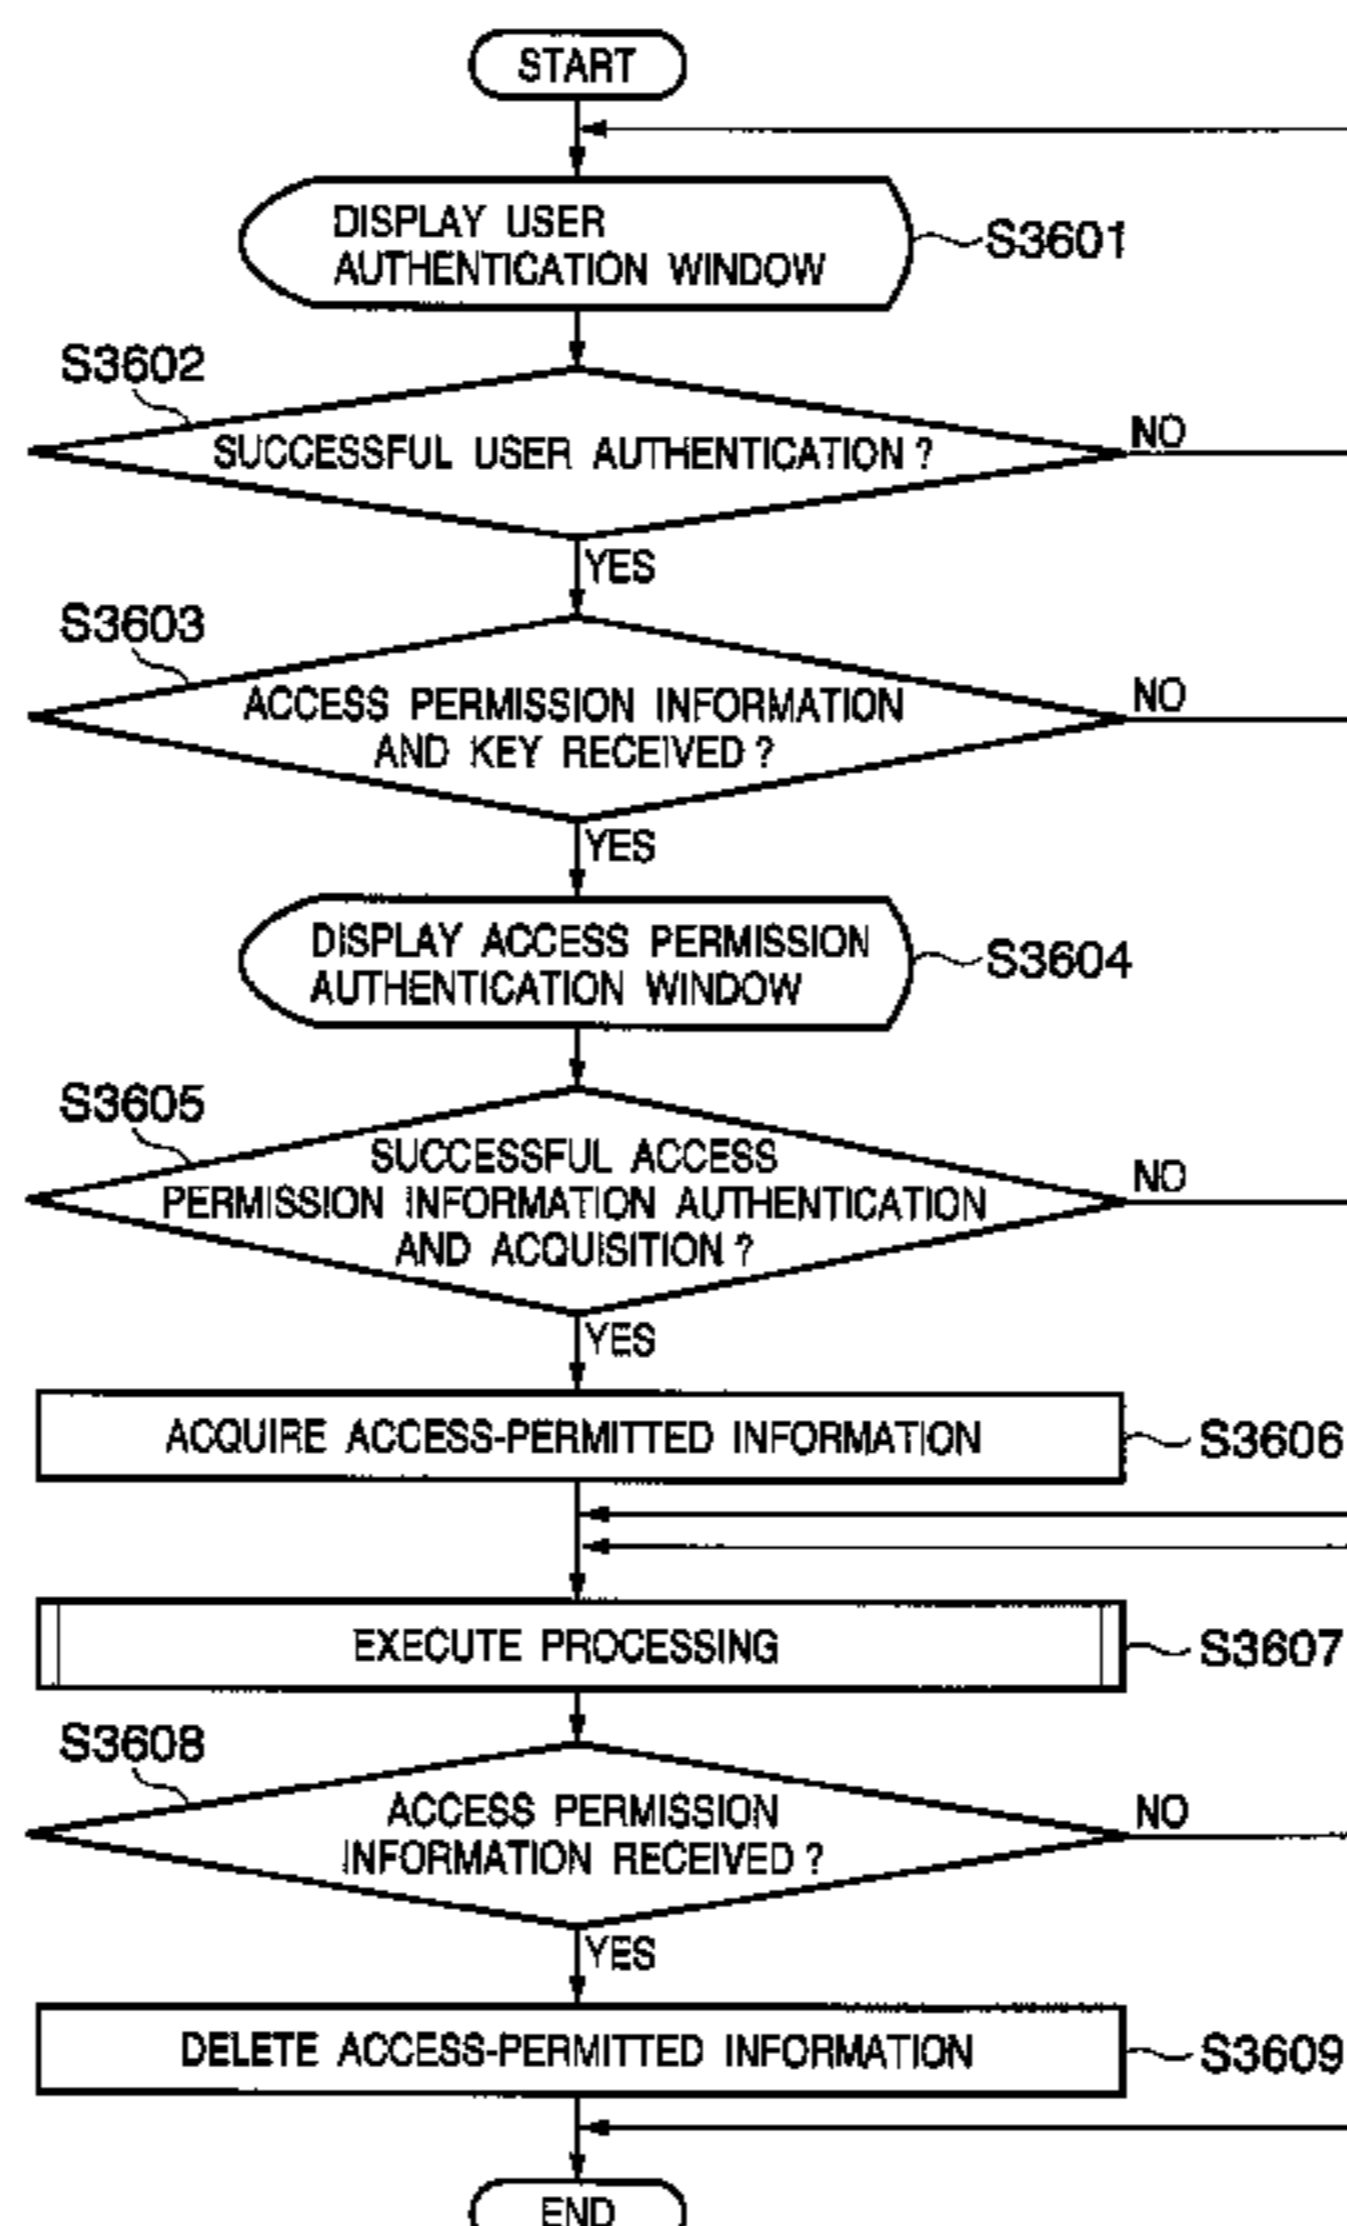 START
DISPLAY USER
AUTHENTICATION WINDOW
S3601
S3602
SUCCESSFUL USER AUTHENTICATION ?
NO
YES
S3603
ACCESS PERMISSION INFORMATION
AND KEY RECEIVED ?
NO
YES
DISPLAY ACCESS PERMISSION
AUTHENTICATION WINDOW
S3604
S3605
SUCCESSFUL ACCESS
PERMISSION INFORMATION AUTHENTICATION
AND ACQUISITION ?
NO
YES
ACQUIRE ACCESS-PERMITTED INFORMATION
S3606
EXECUTE PROCESSING
S3607
S3608
ACCESS PERMISSION
INFORMATION RECEIVED ?
NO
YES
DELETE ACCESS-PERMITTED INFORMATION
S3609
END